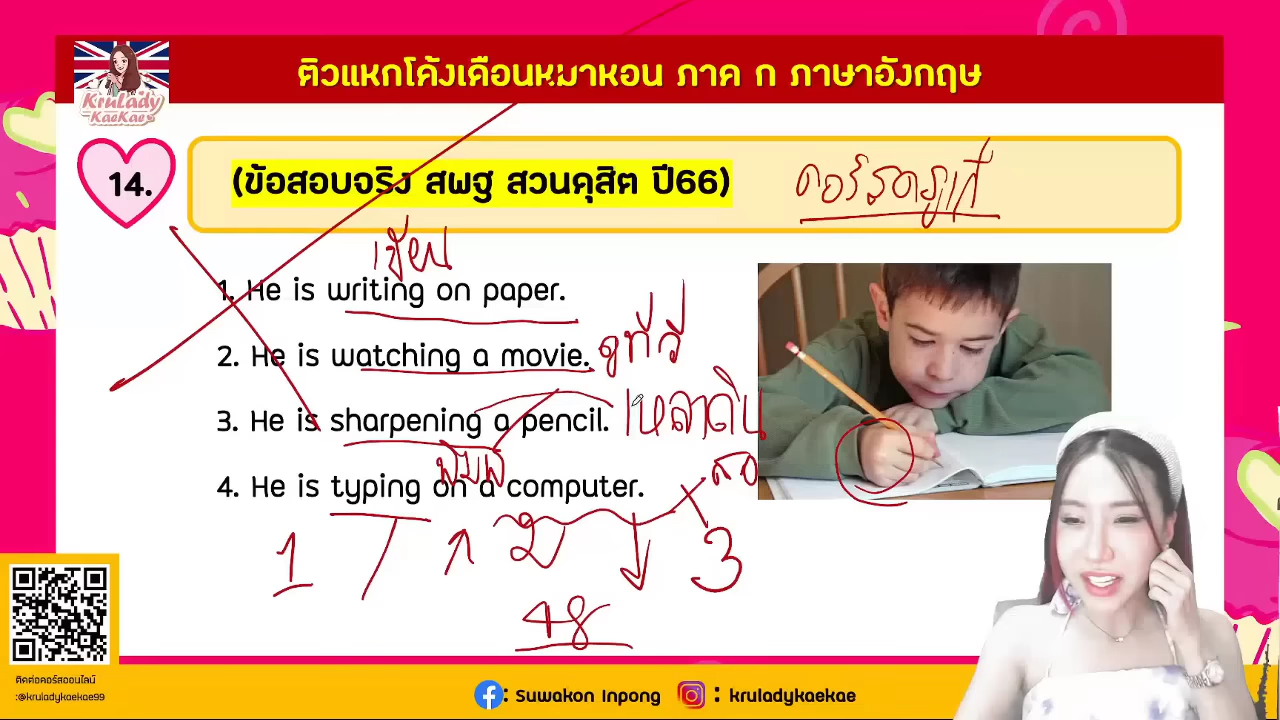 KruLady
KaeKae's
ติวแหกโค้งเดือนหมาหอน ภาค ก ภาษาอังกฤษ
14.
(ข้อสอบจริง สพฐ สวนดุสิต ปี66)
คอร์สครูเก๋
เขียน
1. He is writing on paper.
2. He is watching a movie.
ดูทีวี
3. He is sharpening a pencil.
เหลาดินสอ
พิมพ์
4. He is typing on a computer.
1
3
48
ติดต่อคอร์สออนไลน์
:@kruladykaekae99
: Suwakon Inpong
: kruladykaekae